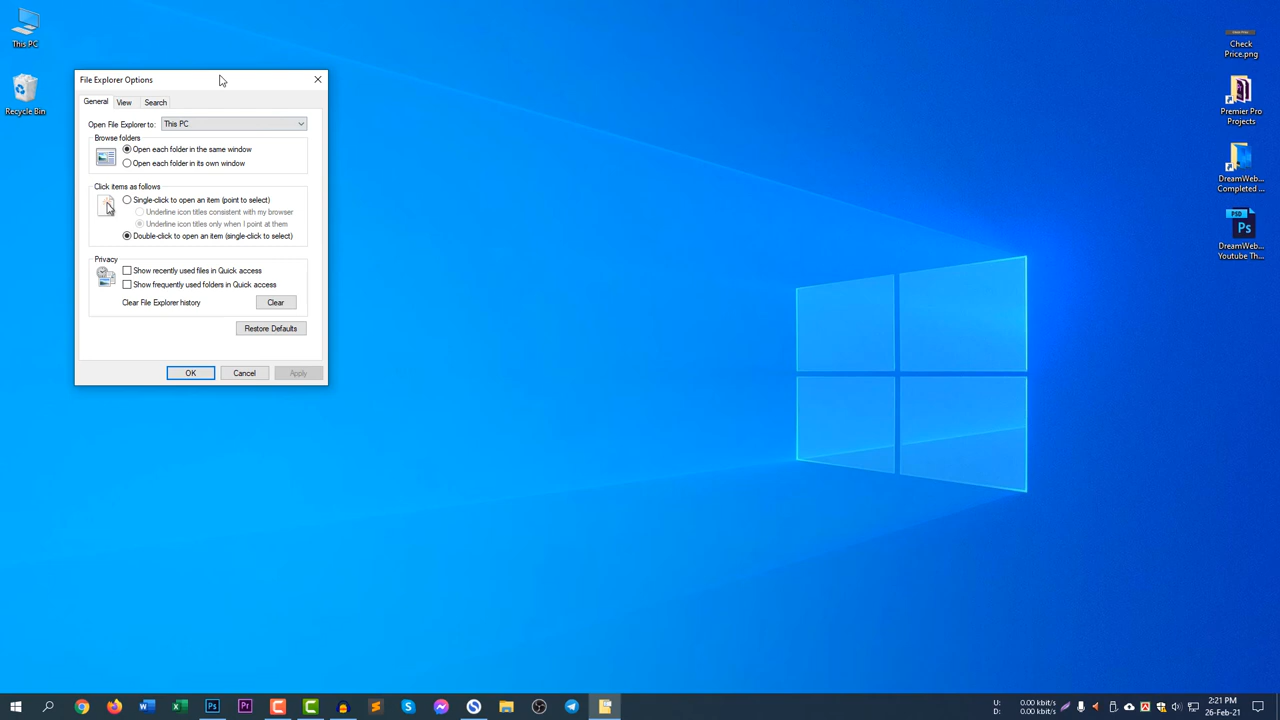 This PC
Recycle Bin
File Explorer Options
General View Search
Open File Explorer to: This PC
Browse folders
Open each folder in the same window
Open each folder in its own window
Click items as follows
Single-click to open an item (point to select)
Underline icon titles consistent with my browser
Underline icon titles only when I point at them
Double-click to open an item (single-click to select)
Privacy
Show recently used files in Quick access
Show frequently used folders in Quick access
Clear File Explorer history Clear
Restore Defaults
OK Cancel Apply
Check
Price.png
Premier Pro
Projects
DreamWeb...
Completed ...
PSD
Ps
DreamWeb...
Youtube Th...
Ps
Pr
U: 0.00 kbit/s
D: 0.00 kbit/s
2:21 PM
26-Feb-21